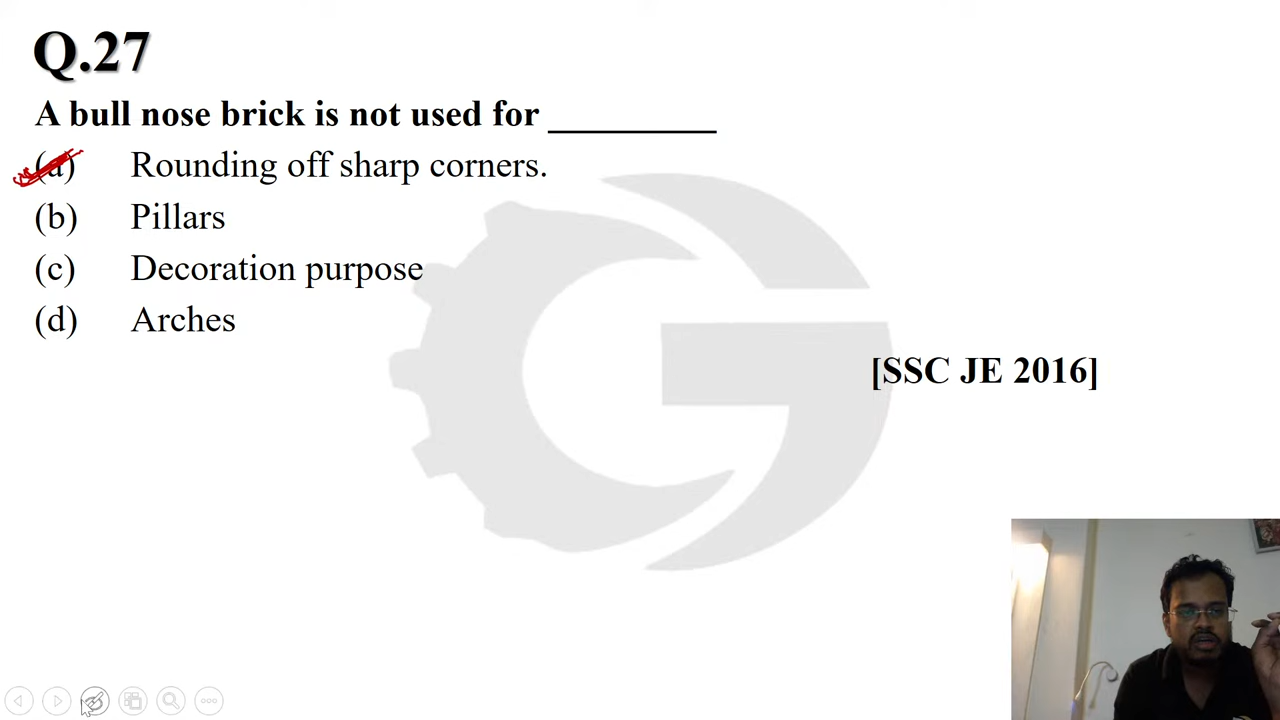 Q.27
A bull nose brick is not used for _________
(a) Rounding off sharp corners.
(b) Pillars
(c) Decoration purpose
(d) Arches
[SSC JE 2016]